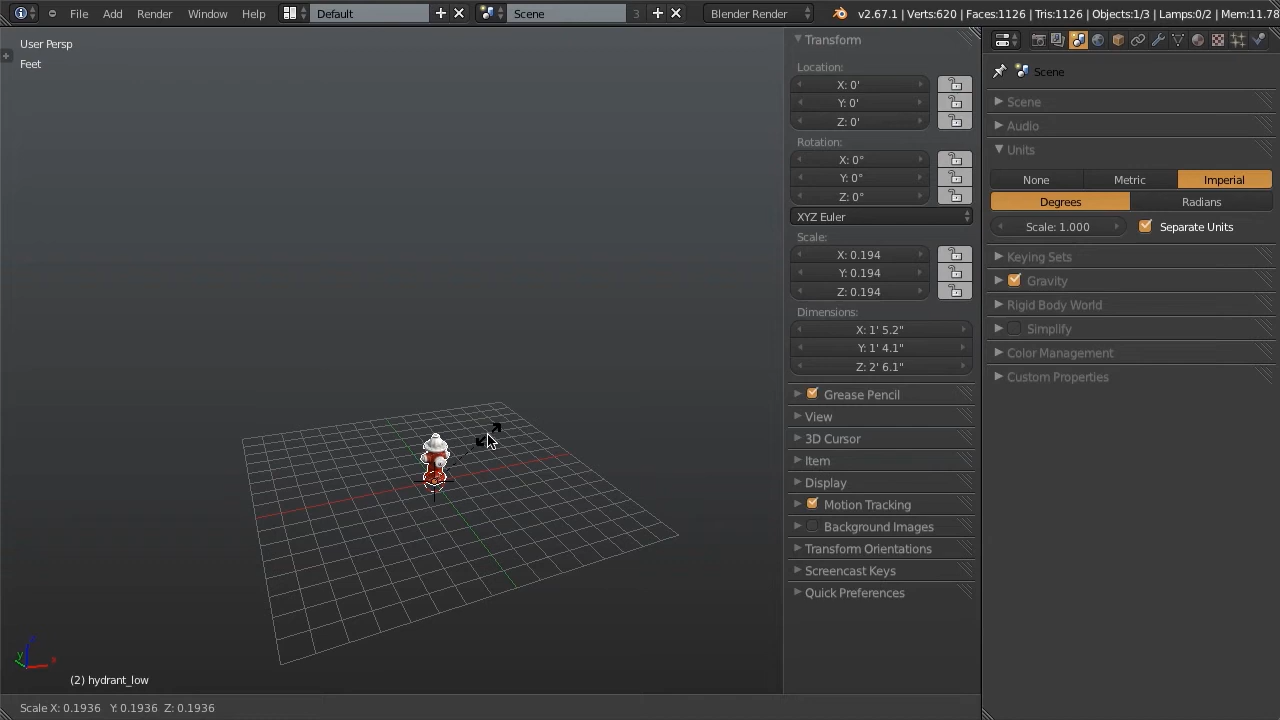 File Add Render Window Help Default Scene 3 Blender Render v2.67.1 | Verts:620 | Faces:1126 | Tris:1126 | Objects:1/3 | Lamps:0/2 | Mem:11.78
User Persp
Feet
Transform
Location:
X: 0'
Y: 0'
Z: 0'
Rotation:
X: 0°
Y: 0°
Z: 0°
XYZ Euler
Scale:
X: 0.194
Y: 0.194
Z: 0.194
Dimensions:
X: 1' 5.2"
Y: 1' 4.1"
Z: 2' 6.1"
Grease Pencil
View
3D Cursor
Item
Display
Motion Tracking
Background Images
Transform Orientations
Screencast Keys
Quick Preferences
Scene
Scene
Audio
Units
None Metric Imperial
Degrees Radians
Scale: 1.000 Separate Units
Keying Sets
Gravity
Rigid Body World
Simplify
Color Management
Custom Properties
z
y x
(2) hydrant_low
Scale X: 0.1936 Y: 0.1936 Z: 0.1936